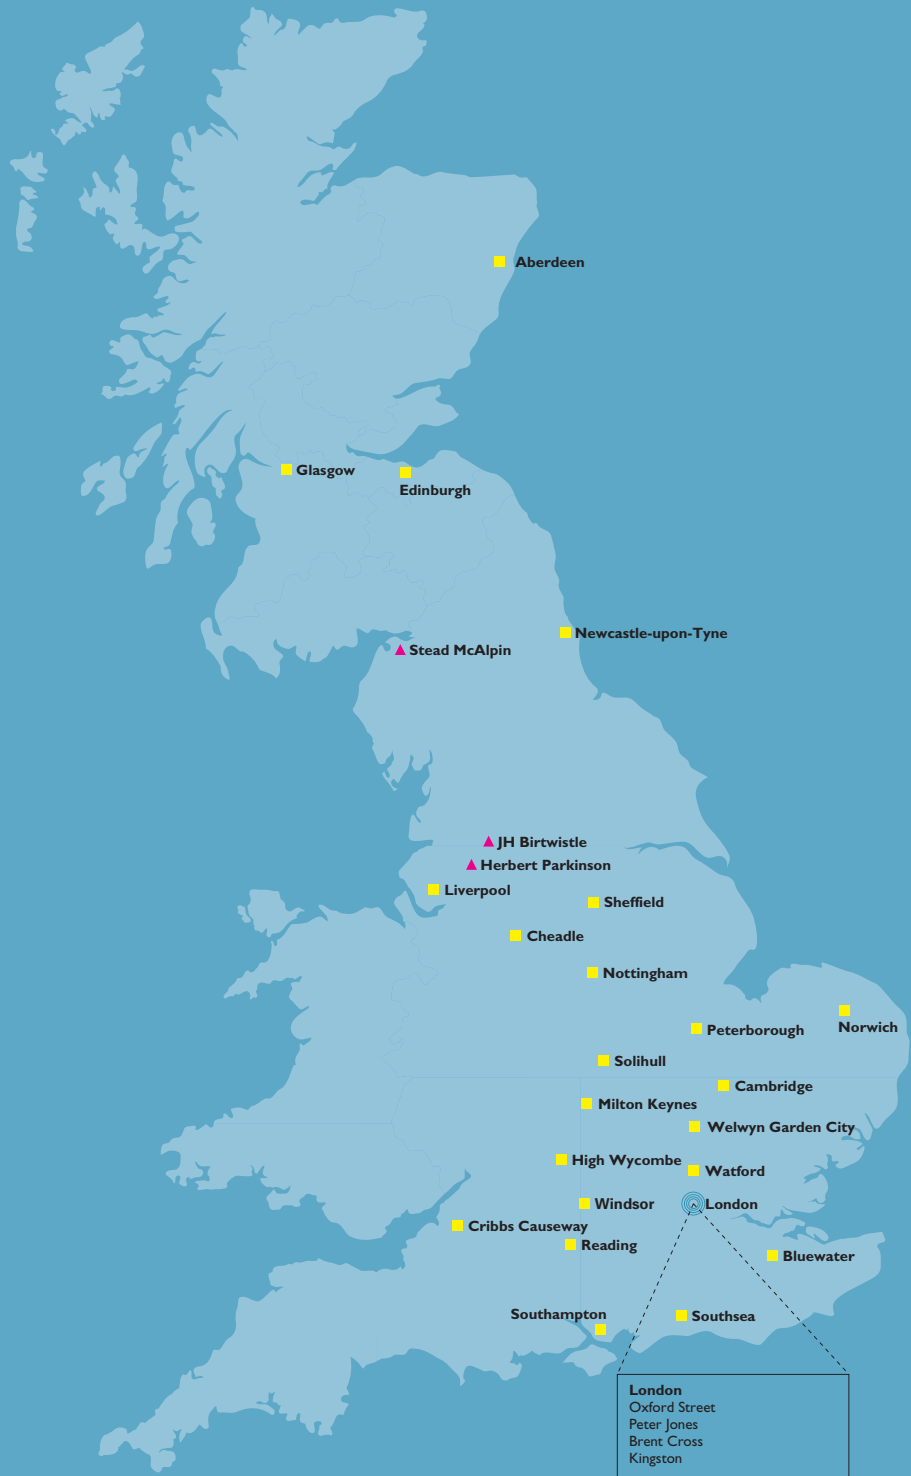 Aberdeen
Glasgow
Edinburgh
Newcastle-upon-Tyne
Stead McAlpin
JH Birtwistle
Herbert Parkinson
Liverpool
Sheffield
Cheadle
Nottingham
Norwich
Peterborough
Solihull
Cambridge
Milton Keynes
Welwyn Garden City
High Wycombe
Watford
Windsor
London
Cribbs Causeway
Reading
Bluewater
Southampton
Southsea
London
Oxford Street
Peter Jones
Brent Cross
Kingston